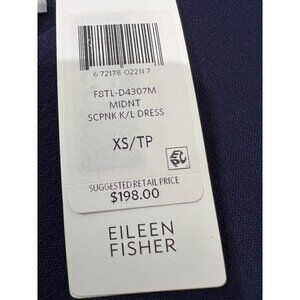 6 72178 02211 7
F8TL-D4307M
MIDNT
SCPNK K/L DRESS
XS/TP
SUGGESTED RETAIL PRICE
$198.00
EILEEN
FISHER